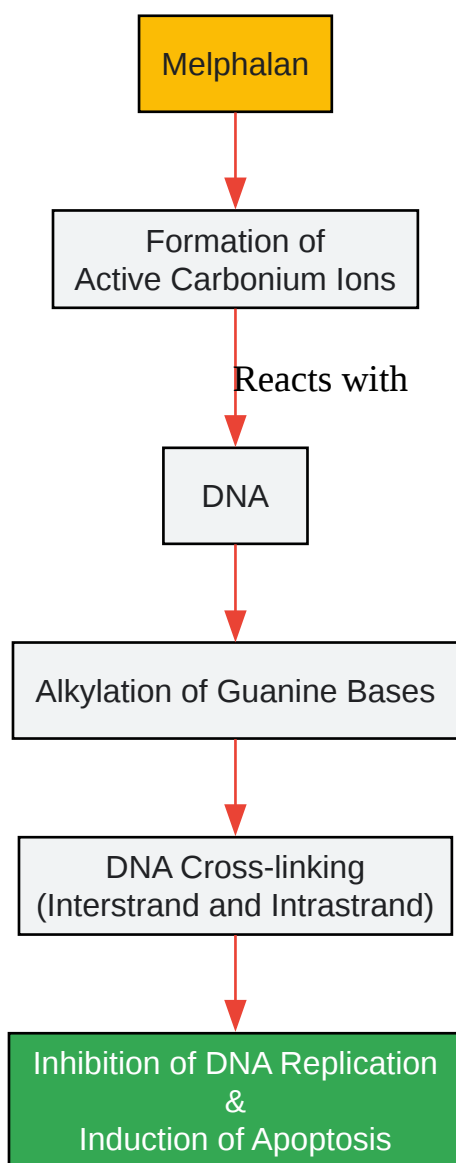 Melphalan
Formation of
Active Carbonium Ions
Reacts with
DNA
Alkylation of Guanine Bases
DNA Cross-linking
(Interstrand and Intrastrand)
Inhibition of DNA Replication
&
Induction of Apoptosis